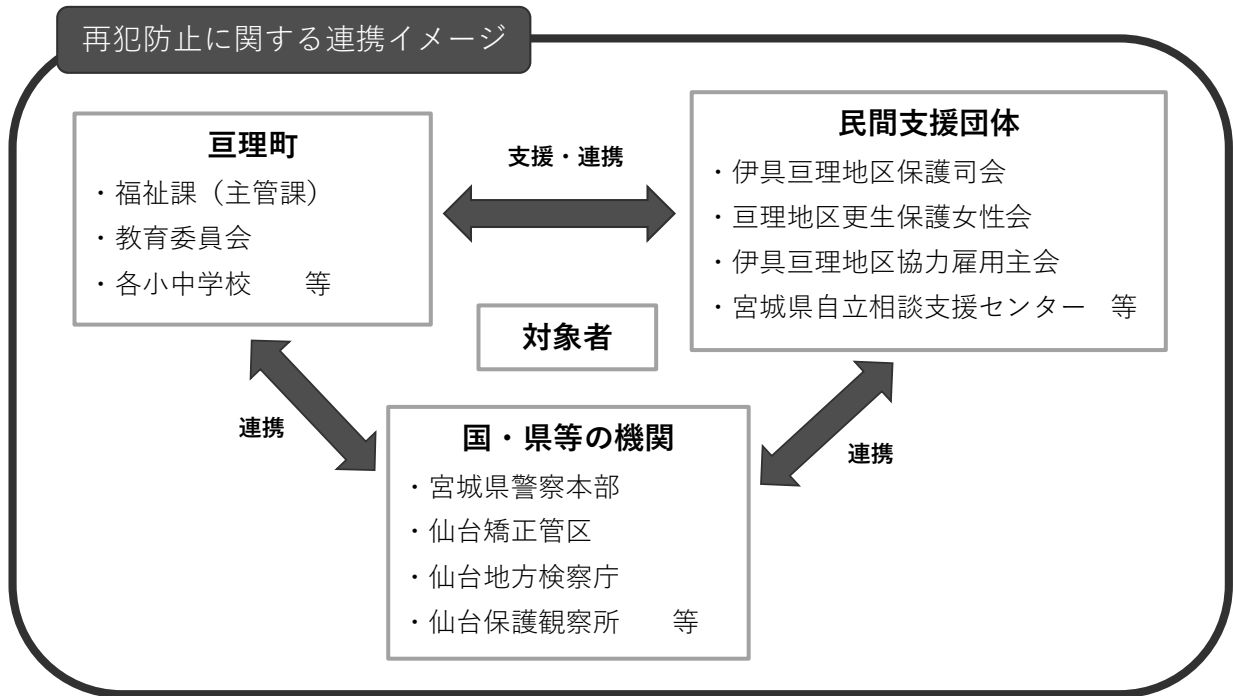 再犯防止に関する連携イメージ
亘理町
・福祉課（主管課）
・教育委員会
・各小中学校　　等
支援・連携
民間支援団体
・伊具亘理地区保護司会
・亘理地区更生保護女性会
・伊具亘理地区協力雇用主会
・宮城県自立相談支援センター　等
対象者
連携
国・県等の機関
・宮城県警察本部
・仙台矯正管区
・仙台地方検察庁
・仙台保護観察所　　等
連携